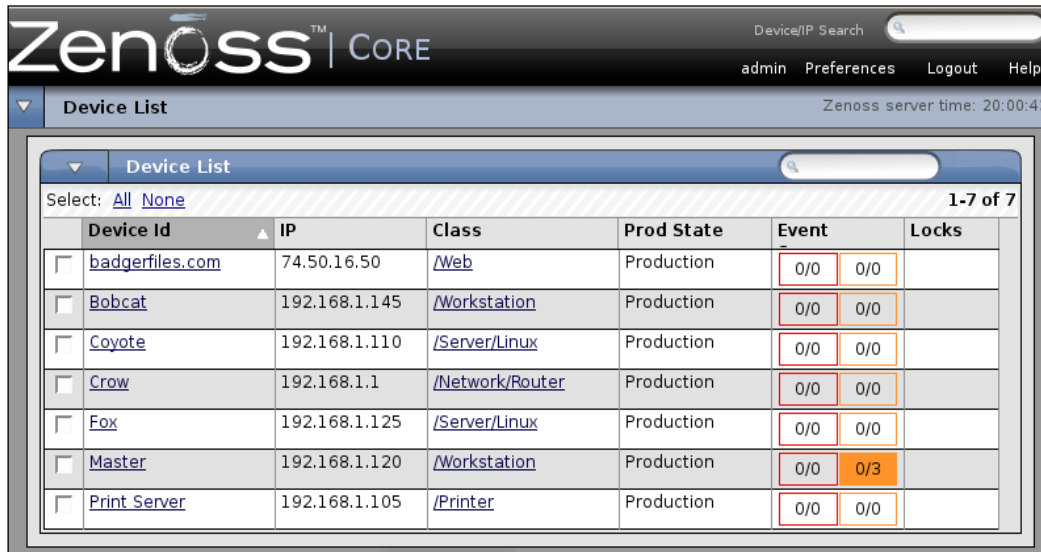 Zenoss™ | CORE
Device/IP Search
admin Preferences Logout Help
Device List
Zenoss server time: 20:00:4
Device List
Select: All None
1-7 of 7
Device Id IP Class Prod State Event Locks
badgerfiles.com 74.50.16.50 /Web Production 0/0 0/0
Bobcat 192.168.1.145 /Workstation Production 0/0 0/0
Coyote 192.168.1.110 /Server/Linux Production 0/0 0/0
Crow 192.168.1.1 /Network/Router Production 0/0 0/0
Fox 192.168.1.125 /Server/Linux Production 0/0 0/0
Master 192.168.1.120 /Workstation Production 0/0 0/3
Print Server 192.168.1.105 /Printer Production 0/0 0/0